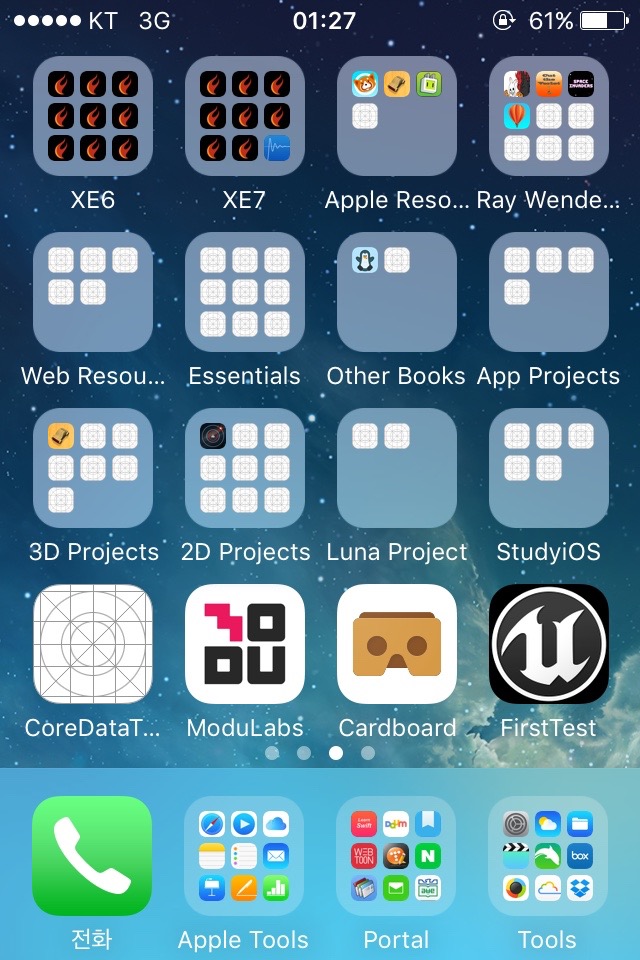 KT 3G 01:27 61%
XE6 XE7 Apple Reso... Ray Wende...
Web Resou... Essentials Other Books App Projects
3D Projects 2D Projects Luna Project StudyiOS
CoreDataT... ModuLabs Cardboard FirstTest
전화 Apple Tools Portal Tools